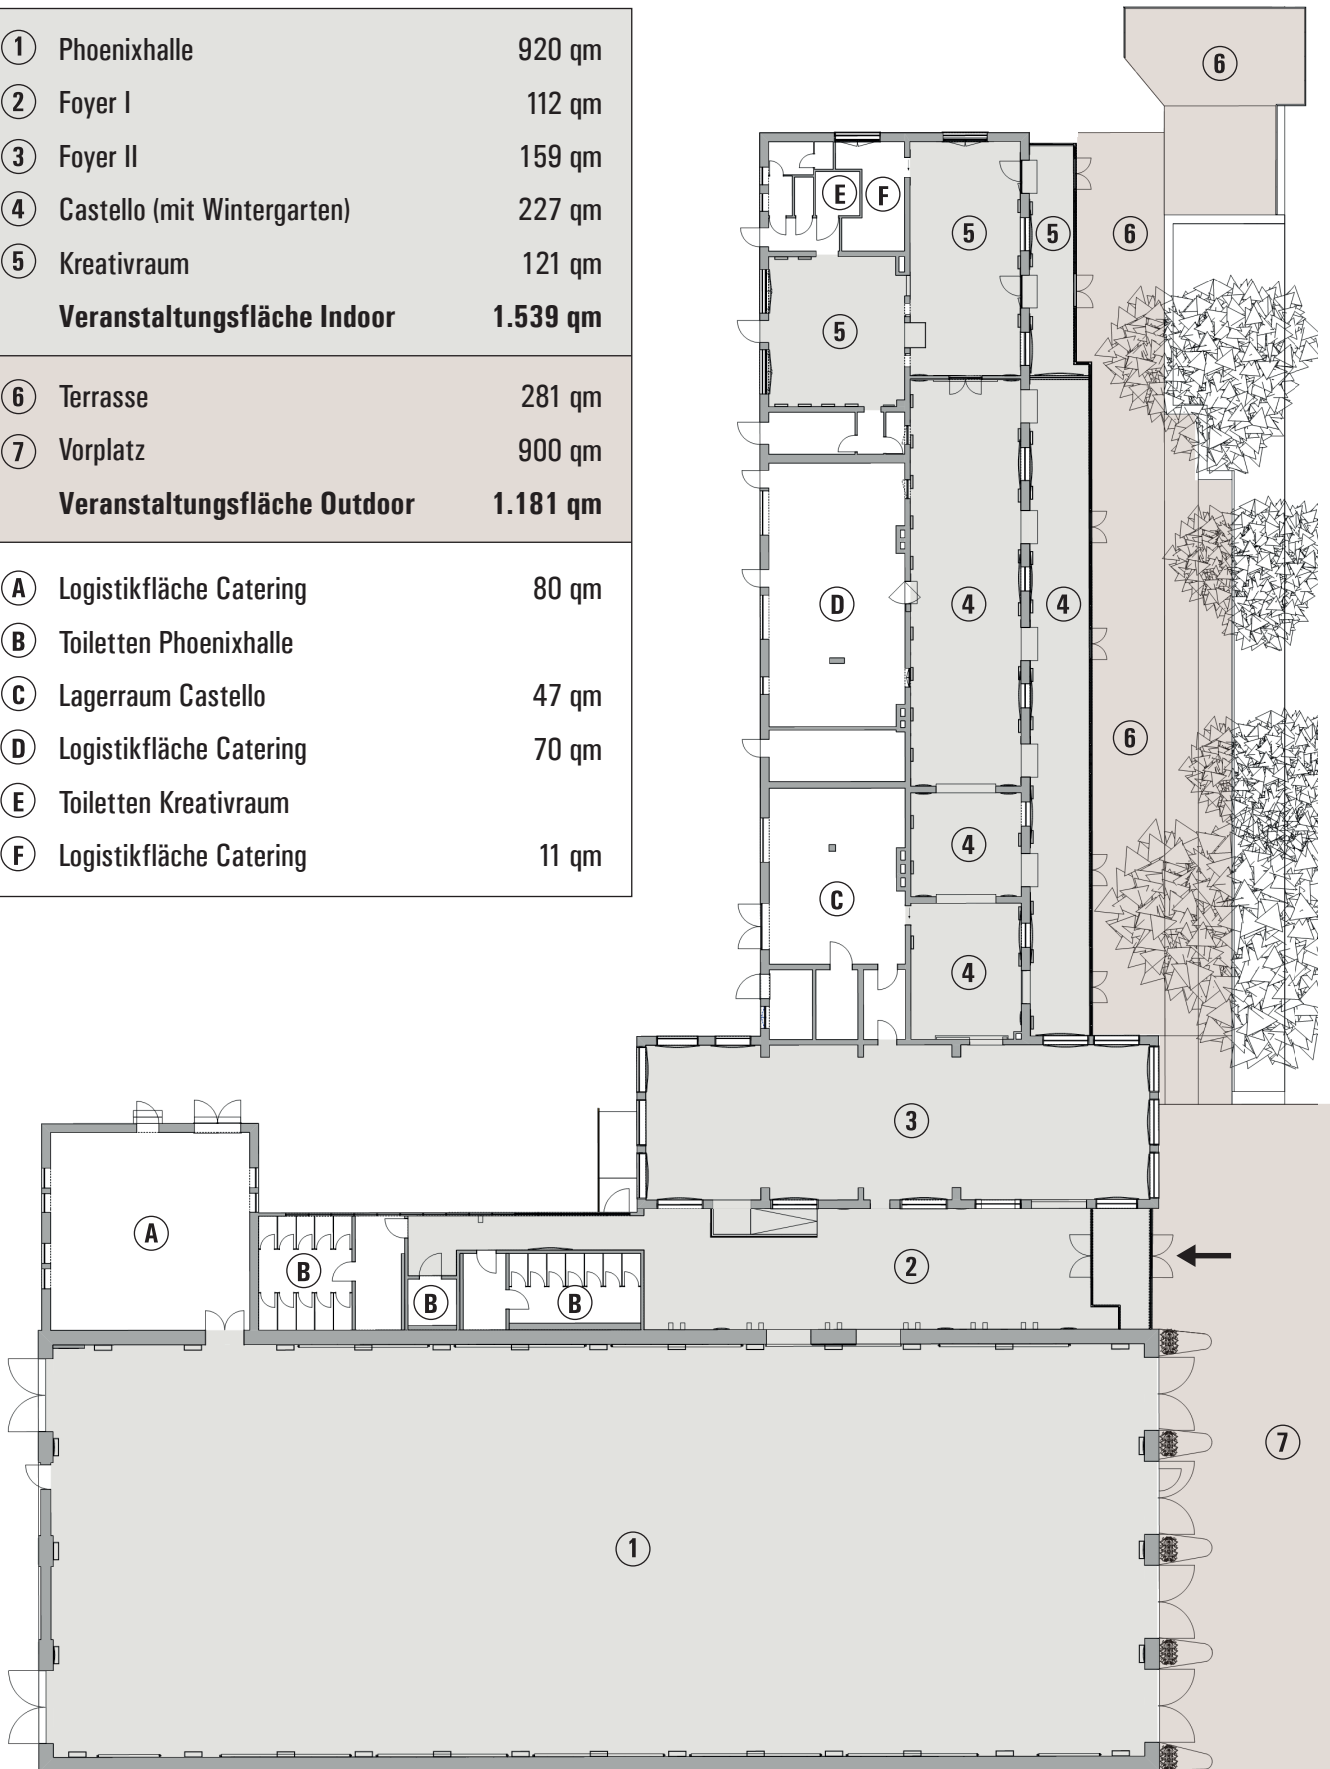 1 Phoenixhalle 920 qm
2 Foyer I 112 qm
3 Foyer II 159 qm
4 Castello (mit Wintergarten) 227 qm
5 Kreativraum 121 qm
Veranstaltungsfläche Indoor 1.539 qm
6 Terrasse 281 qm
7 Vorplatz 900 qm
Veranstaltungsfläche Outdoor 1.181 qm
A Logistikfläche Catering 80 qm
B Toiletten Phoenixhalle
C Lagerraum Castello 47 qm
D Logistikfläche Catering 70 qm
E Toiletten Kreativraum
F Logistikfläche Catering 11 qm
6
E F
5 5 6
5
D 4 4
6
4
C
4
3
A 2
B
B B
7
1